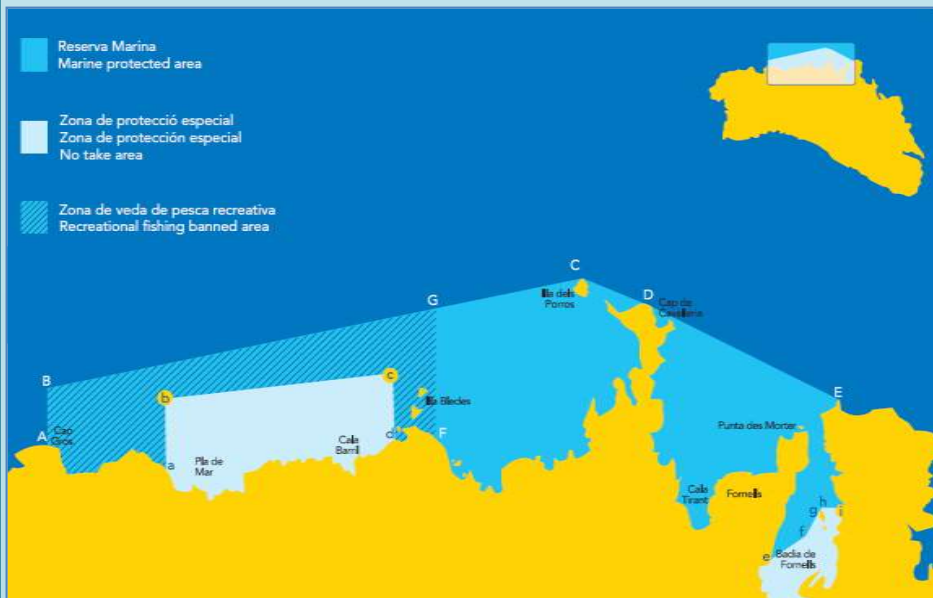 Reserva Marina
Marine protected area
Zona de protecció especial
Zona de protección especial
No take area
Zona de veda de pesca recreativa
Recreational fishing banned area
C
Illa dels
Porros
D
Cap de
Cavalleria
G
B
b
c
E
Illa Bledes
A
Cap
Gros
d
F
Cala
Barril
Punta des Morter
a
Pla de
Mar
Cala
Tirant
Fornells
h
g
i
f
e
Badia de
Fornells